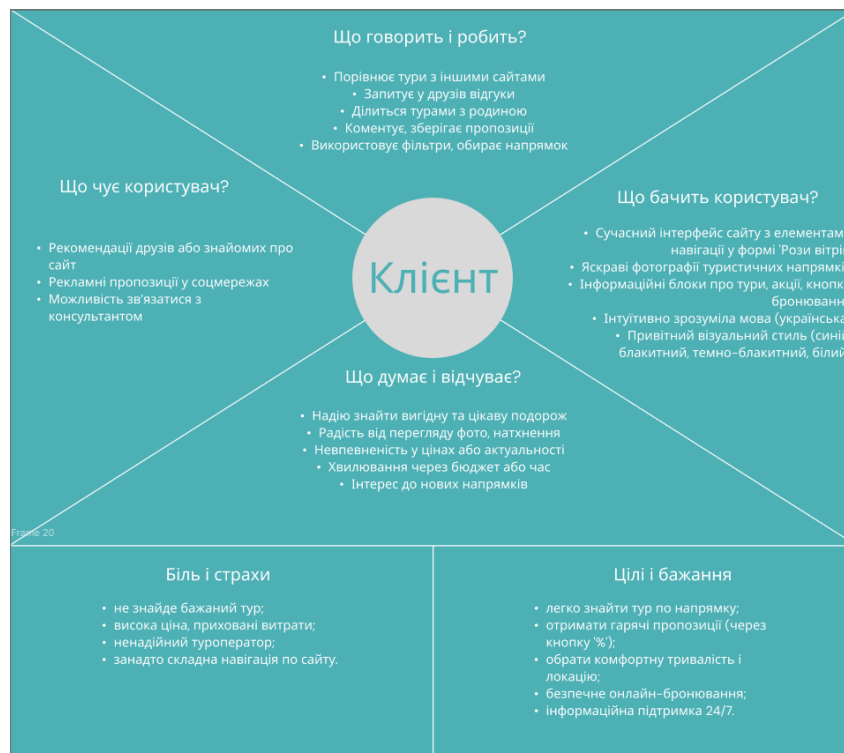 Що говорить і робить?
• Порівнює тури з іншими сайтами
• Запитує у друзів відгуки
• Ділиться турами з родиною
• Коментує, зберігає пропозиції
• Використовує фільтри, обирає напрямок
Що чує користувач?
• Рекомендації друзів або знайомих про
сайт
• Рекламні пропозиції у соцмережах
• Можливість зв'язатися з
консультантом
Клієнт
Що бачить користувач?
• Сучасний інтерфейс сайту з елементам
навігації у формі 'Рози вітрі
• Яскраві фотографії туристичних напрямкі
• Інформаційні блоки про тури, акції, кнопк
бронюванн
• Інтуїтивно зрозуміла мова (українська
• Привітний візуальний стиль (синій
блакитний, темно-блакитний, білий
Що думає і відчуває?
• Надію знайти вигідну та цікаву подорож
• Радість від перегляду фото, натхнення
• Невпевненість у цінах або актуальності
• Хвилювання через бюджет або час
• Інтерес до нових напрямків
Frame 20
Біль і страхи
• не знайде бажаний тур;
• висока ціна, приховані витрати;
• ненадійний туроператор;
• занадто складна навігація по сайту.
Цілі і бажання
• легко знайти тур по напрямку;
• отримати гарячі пропозиції (через
кнопку '%');
• обрати комфортну тривалість і
локацію;
• безпечне онлайн-бронювання;
• інформаційна підтримка 24/7.